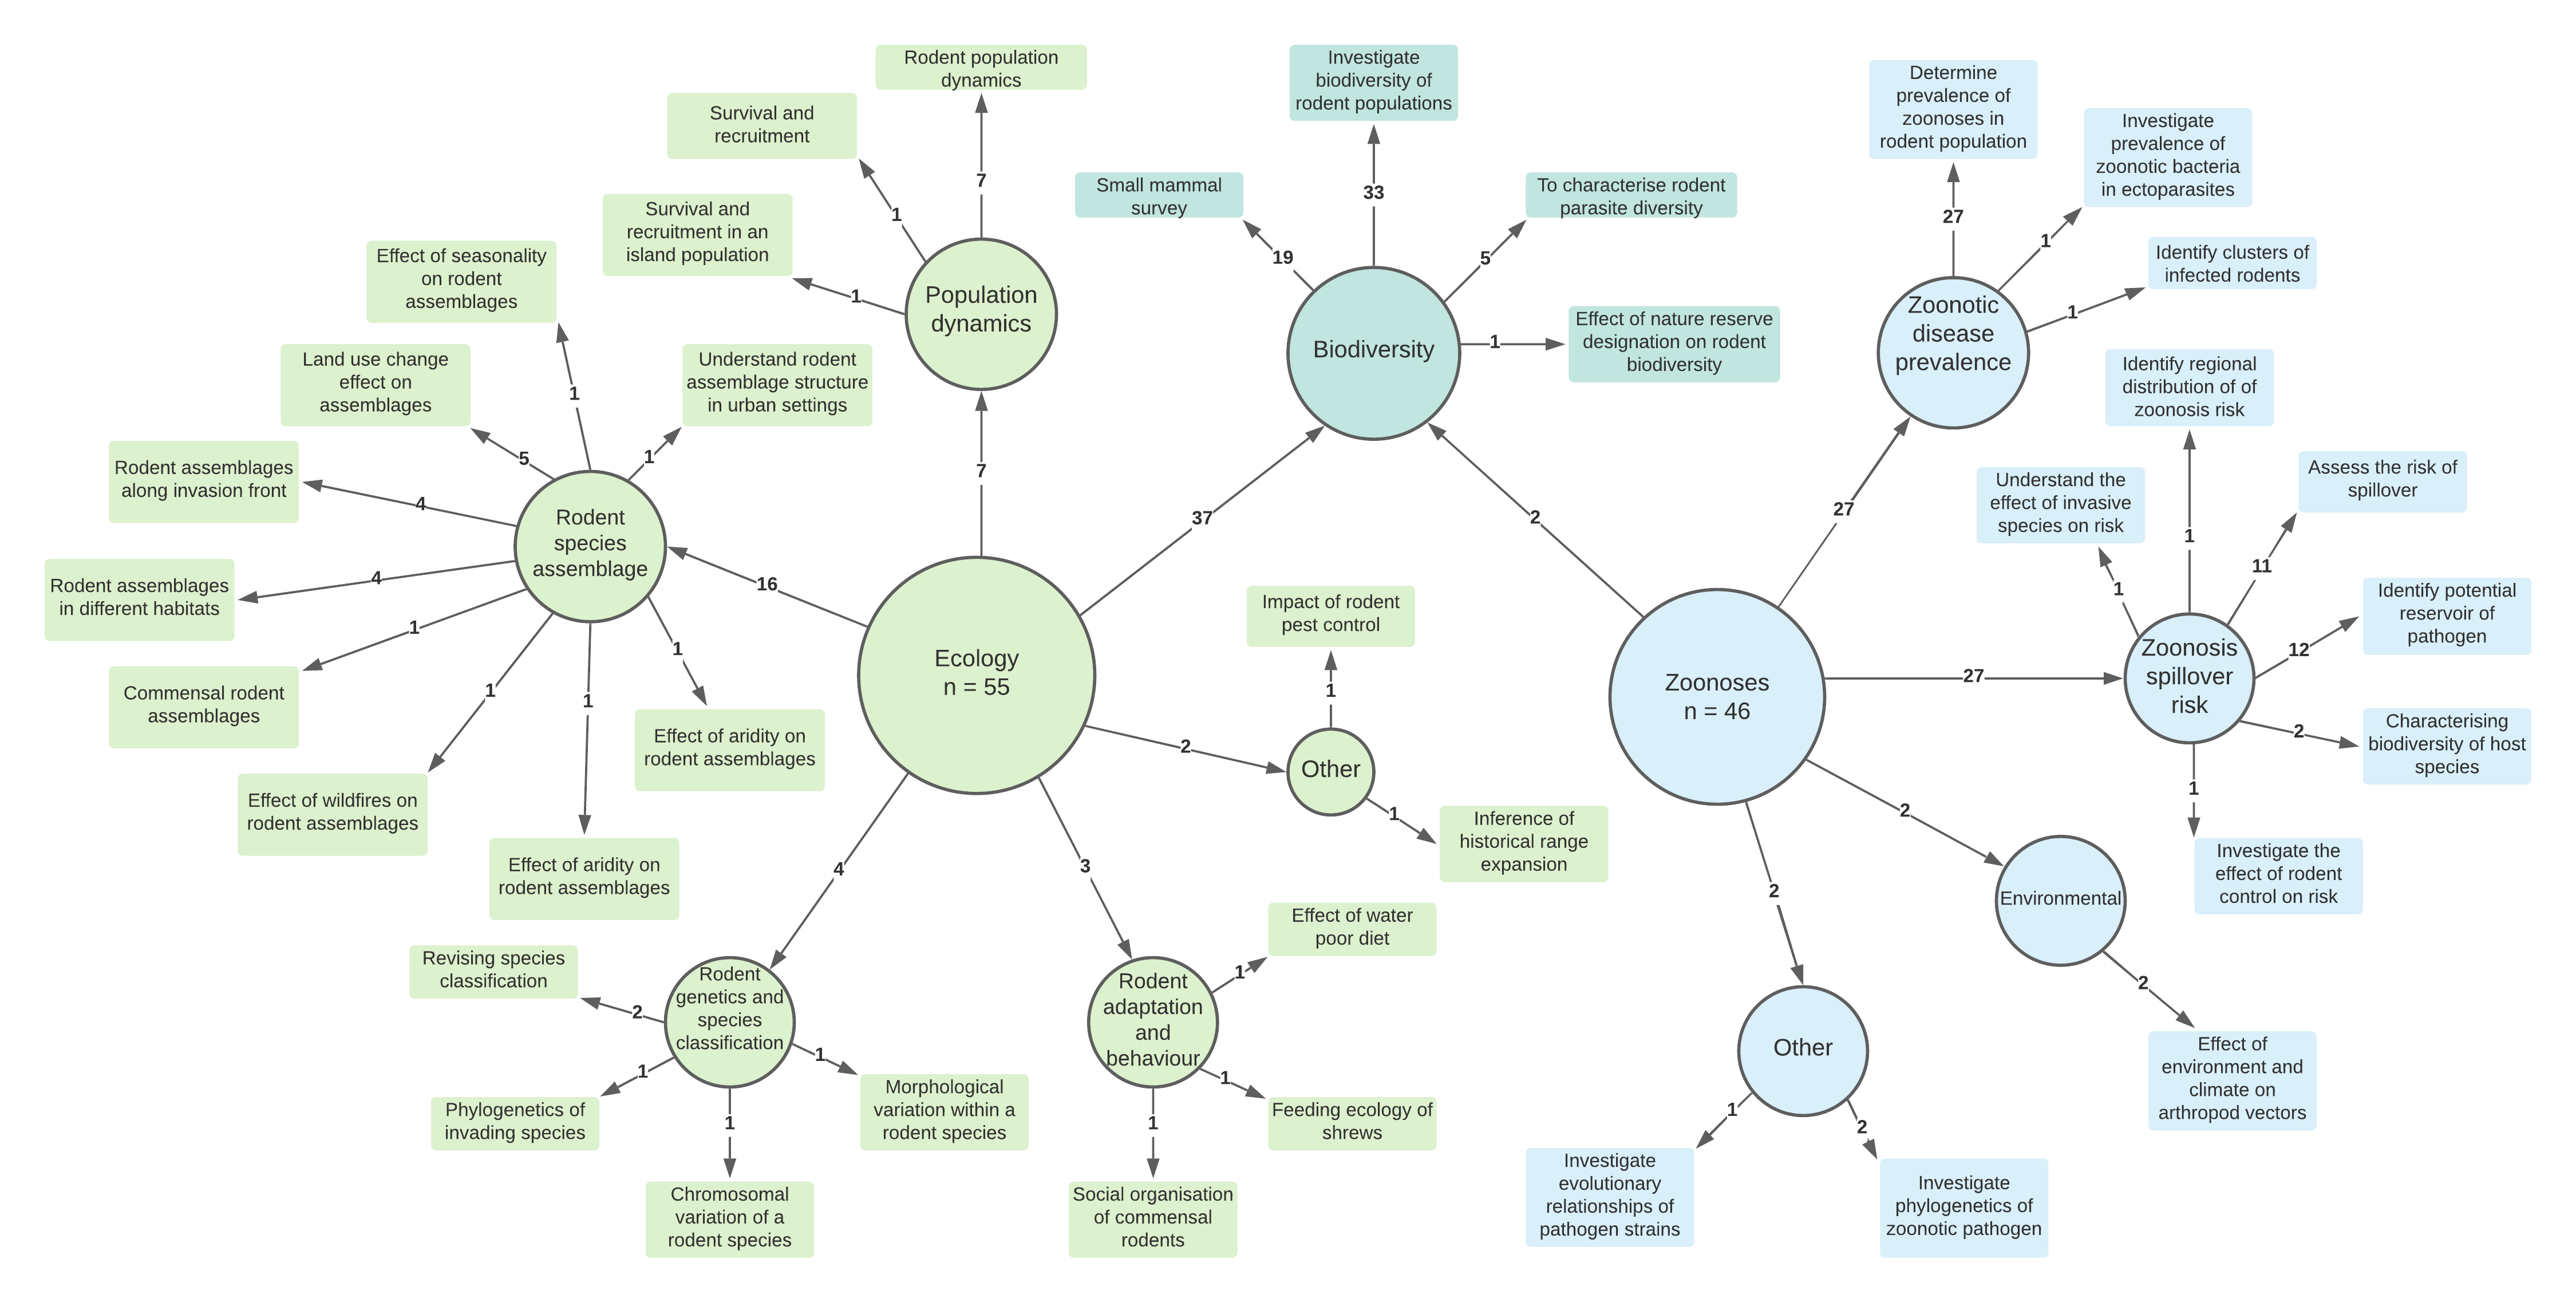 Rodent population
dynamics
Survival and
recruitment
7
1
Survival and
recruitment in an
island population
1
Population
dynamics
7
Effect of seasonality
on rodent
assemblages
1
Land use change
effect on
assemblages
5
Understand rodent
assemblage structure
in urban settings
1
Rodent assemblages
along invasion front
4
Rodent
species
assemblage
16
Rodent assemblages
in different habitats
4
Commensal rodent
assemblages
1
Effect of wildfires on
rodent assemblages
1
Effect of aridity on
rodent assemblages
1
Effect of aridity on
rodent assemblages
1
Ecology
n = 55
37
Investigate
biodiversity of
rodent populations
33
Small mammal
survey
19
To characterise rodent
parasite diversity
5
Effect of nature reserve
designation on rodent
biodiversity
1
Biodiversity
2
Impact of rodent
pest control
1
2
Other
1
Inference of
historical range
expansion
4
3
Revising species
classification
2
Rodent
genetics and
species
classification
1
Phylogenetics of
invading species
1
Chromosomal
variation of a
rodent species
1
Morphological
variation within a
rodent species
Rodent
adaptation
and
behaviour
1
Effect of water
poor diet
1
Feeding ecology of
shrews
1
Social organisation
of commensal
rodents
Determine
prevalence of
zoonoses in
rodent population
27
Investigate
prevalence of
zoonotic bacteria
in ectoparasites
1
Identify clusters of
infected rodents
1
Zoonotic
disease
prevalence
27
Identify regional
distribution of of
zoonosis risk
1
Understand the
effect of invasive
species on risk
1
Assess the risk of
spillover
11
Identify potential
reservoir of
pathogen
12
Zoonosis
spillover
risk
27
Characterising
biodiversity of host
species
2
Investigate the
effect of rodent
control on risk
1
Zoonoses
n = 46
2
Environmental
2
Effect of
environment and
climate on
arthropod vectors
2
Other
1
Investigate
evolutionary
relationships of
pathogen strains
2
Investigate
phylogenetics of
zoonotic pathogen